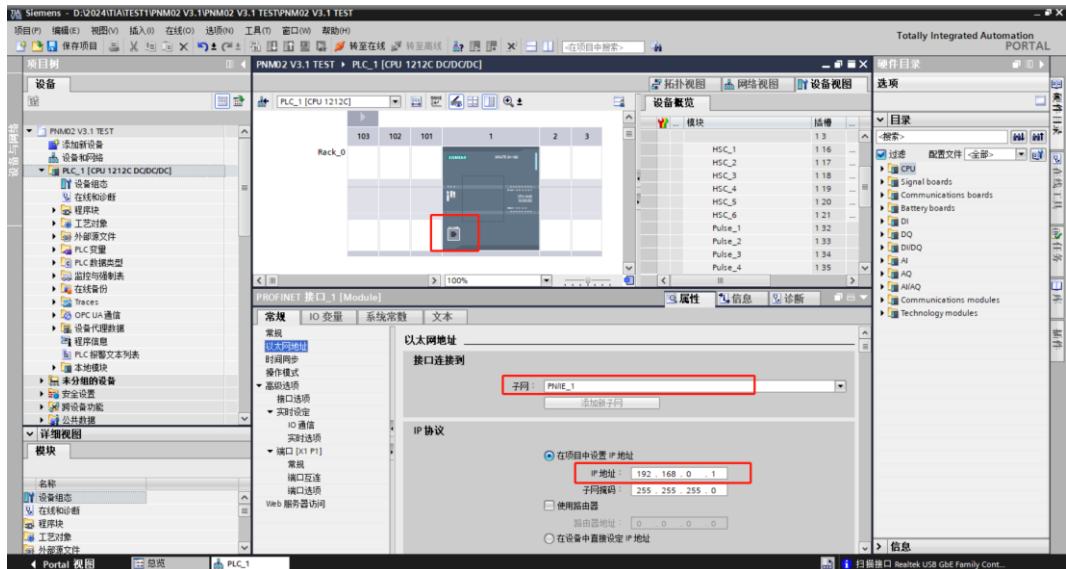 Siemens - D:\2024\TIA\TEST1\PNM02 V3.1\PNM02 V3.1 TEST\PNM02 V3.1 TEST
项目(P) 编辑(E) 视图(V) 插入(I) 在线(O) 选项(N) 工具(T) 窗口(W) 帮助(H)
Totally Integrated Automation
PORTAL
保存项目 转至在线 转至离线 <在项目中搜索>
项目树
设备
PNM02 V3.1 TEST
添加新设备
设备和网络
PLC_1 [CPU 1212C DC/DC/DC]
设备组态
在线和诊断
程序块
工艺对象
外部源文件
PLC 变量
PLC 数据类型
监控与强制表
在线备份
Traces
OPC UA 通信
设备代理数据
程序信息
PLC 报警文本列表
本地模块
未分组的设备
安全设置
跨设备功能
公共数据
详细视图
模块
名称
设备组态
在线和诊断
程序块
工艺对象
外部源文件
设备与网络
PNM02 V3.1 TEST PLC_1 [CPU 1212C DC/DC/DC]
拓扑视图 网络视图 设备视图
PLC_1 [CPU 1212C]
103 102 101 1 2 3
Rack_0
SIEMENS
100%
设备概览
... 模块 插槽 ...
1 3
HSC_1 1 16 ...
HSC_2 1 17 ...
HSC_3 1 18 ...
HSC_4 1 19 ...
HSC_5 1 20 ...
HSC_6 1 21 ...
Pulse_1 1 32
Pulse_2 1 33
Pulse_3 1 34
Pulse_4 1 35
PROFINET 接口_1 [Module]
属性 信息 诊断
常规 IO 变量 系统常数 文本
常规
以太网地址
时间同步
操作模式
高级选项
接口选项
实时设定
IO 通信
实时选项
端口 [X1 P1]
常规
端口互连
端口选项
Web 服务器访问
以太网地址
接口连接到
子网： PN/IE_1
添加新子网
IP 协议
在项目中设置 IP 地址
IP 地址： 192 . 168 . 0 . 1
子网掩码： 255 . 255 . 255 . 0
使用路由器
路由器地址： 0 . 0 . 0 . 0
在设备中直接设定 IP 地址
硬件目录
选项
目录
<搜索>
过滤 配置文件 <全部>
CPU
Signal boards
Communications boards
Battery boards
DI
DQ
DI/DQ
AI
AQ
AI/AQ
Communications modules
Technology modules
信息
在线工具
任务
库
插件
Portal 视图 总览 PLC_1
扫描接口 Realtek USB GbE Family Cont...